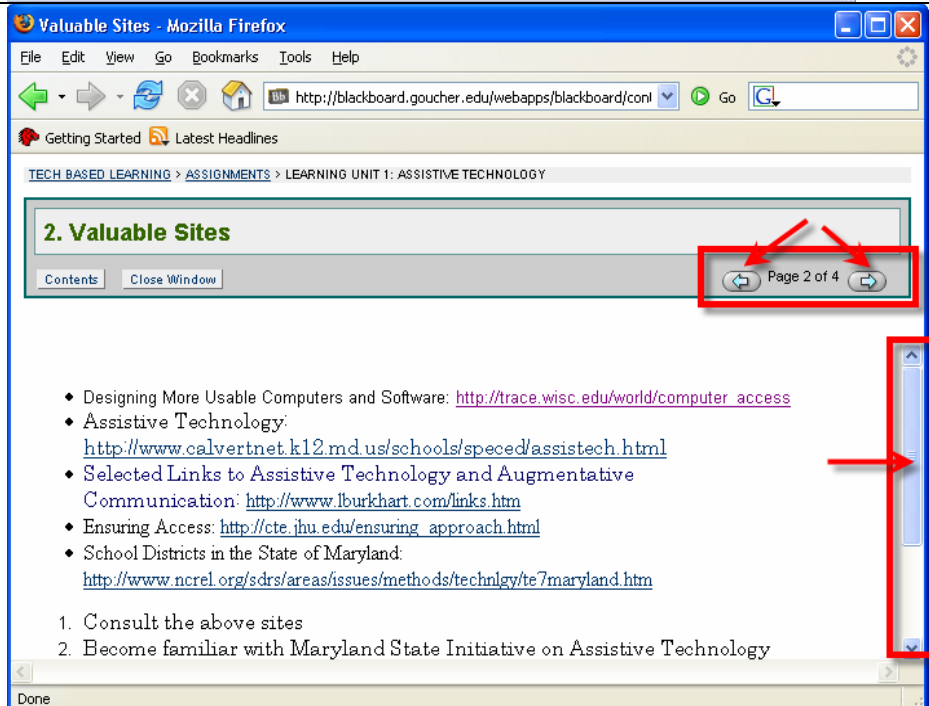 Valuable Sites - Mozilla Firefox
File Edit View Go Bookmarks Tools Help
http://blackboard.goucher.edu/webapps/blackboard/cont Go G
Getting Started Latest Headlines
TECH BASED LEARNING > ASSIGNMENTS > LEARNING UNIT 1: ASSISTIVE TECHNOLOGY
2. Valuable Sites
Contents Close Window Page 2 of 4
• Designing More Usable Computers and Software: http://trace.wisc.edu/world/computer_access
• Assistive Technology:
http://www.calvertnet.k12.md.us/schools/speced/assistech.html
• Selected Links to Assistive Technology and Augmentative
Communication: http://www.lburkhart.com/links.htm
• Ensuring Access: http://cte.jhu.edu/ensuring_approach.html
• School Districts in the State of Maryland:
http://www.ncrel.org/sdrs/areas/issues/methods/technlgy/te7maryland.htm
1. Consult the above sites
2. Become familiar with Maryland State Initiative on Assistive Technology
Done